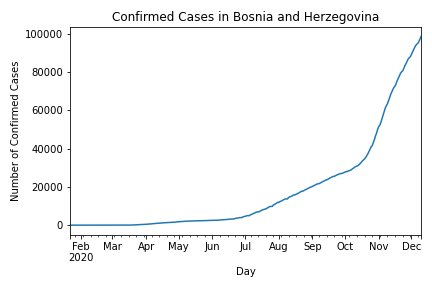 Confirmed Cases in Bosnia and Herzegovina
Number of Confirmed Cases
100000
80000
60000
40000
20000
0
Feb Mar Apr May Jun Jul Aug Sep Oct Nov Dec
2020
Day